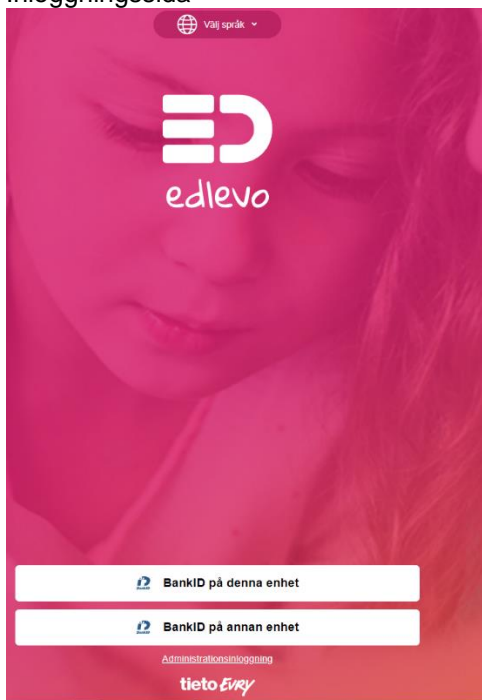 Inloggningssida
Välj språk
edlevo
BankID på denna enhet
BankID på annan enhet
Administrationsinloggning
tieto Evry